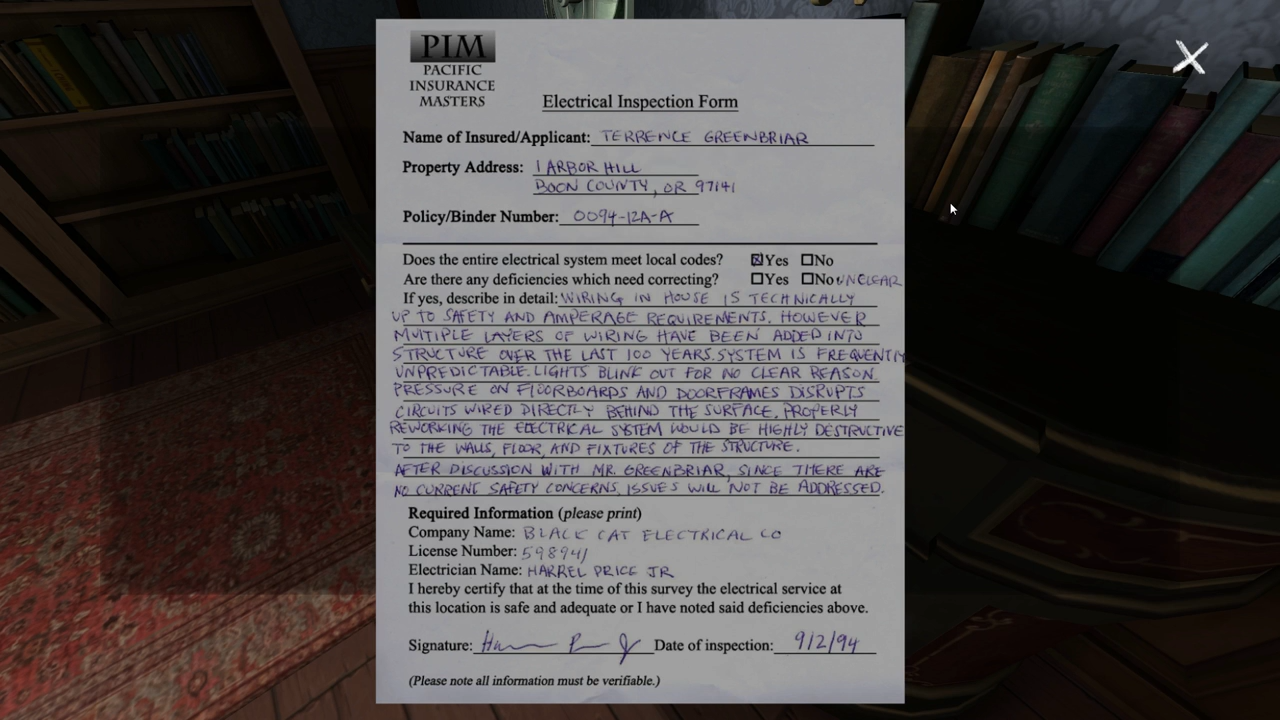 PIM
PACIFIC
INSURANCE
MASTERS
Electrical Inspection Form
Name of Insured/Applicant: TERRENCE GREENBRIAR
Property Address: 1 ARBOR HILL
BOON COUNTY, OR 97141
Policy/Binder Number: 0094-12A-A
Does the entire electrical system meet local codes? ☒Yes ☐No
Are there any deficiencies which need correcting? ☐Yes ☐No UNCLEAR
If yes, describe in detail: WIRING IN HOUSE IS TECHNICALLY
UP TO SAFETY AND AMPERAGE REQUIREMENTS. HOWEVER
MULTIPLE LAYERS OF WIRING HAVE BEEN ADDED INTO
STRUCTURE OVER THE LAST 100 YEARS. SYSTEM IS FREQUENTLY
UNPREDICTABLE. LIGHTS BLINK OUT FOR NO CLEAR REASON.
PRESSURE ON FLOORBOARDS AND DOORFRAMES DISRUPTS
CIRCUITS WIRED DIRECTLY BEHIND THE SURFACE. PROPERLY
REWORKING THE ELECTRICAL SYSTEM WOULD BE HIGHLY DESTRUCTIVE
TO THE WALLS, FLOOR, AND FIXTURES OF THE STRUCTURE.
AFTER DISCUSSION WITH MR. GREENBRIAR, SINCE THERE ARE
NO CURRENT SAFETY CONCERNS, ISSUES WILL NOT BE ADDRESSED.
Required Information (please print)
Company Name: BLACK CAT ELECTRICAL CO
License Number: 598941
Electrician Name: HARREL PRICE JR
I hereby certify that at the time of this survey the electrical service at
this location is safe and adequate or I have noted said deficiencies above.
Signature: Date of inspection: 9/2/94
(Please note all information must be verifiable.)